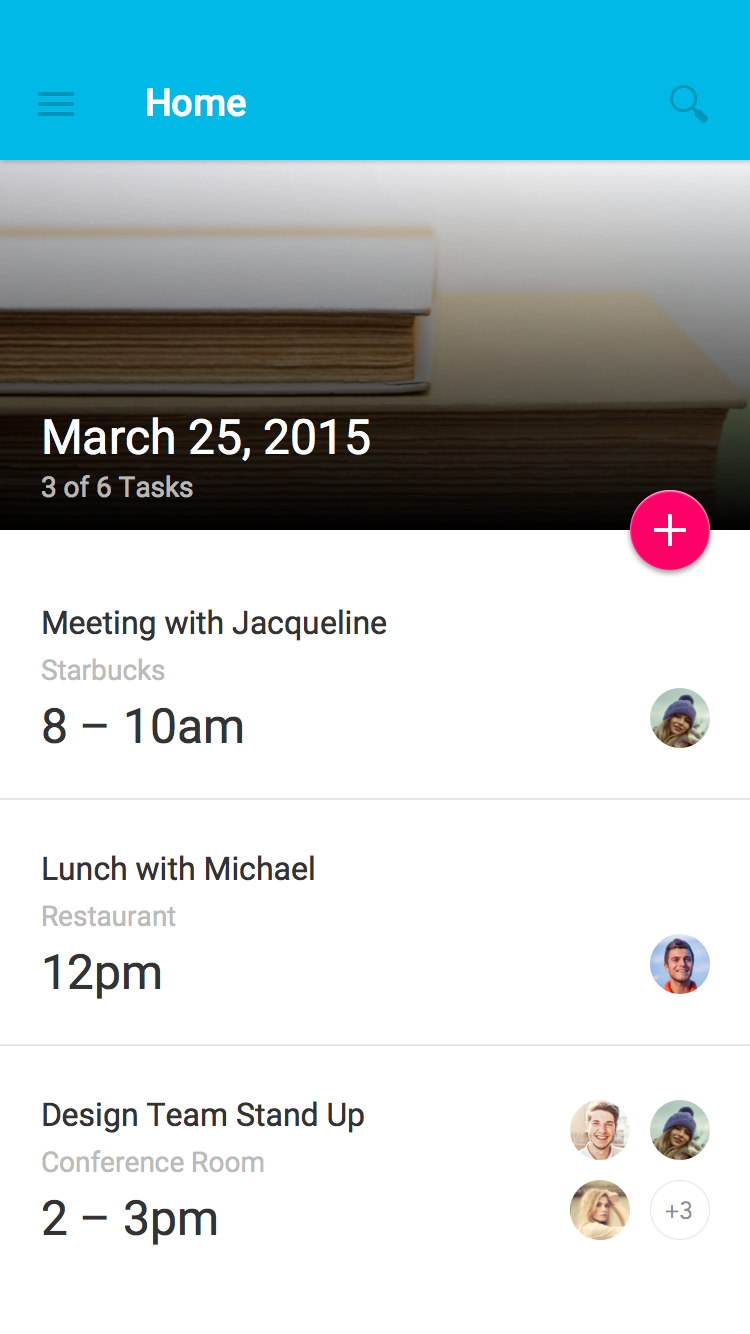 Home
March 25, 2015
3 of 6 Tasks
Meeting with Jacqueline
Starbucks
8 – 10am
Lunch with Michael
Restaurant
12pm
Design Team Stand Up
Conference Room
2 – 3pm
+3